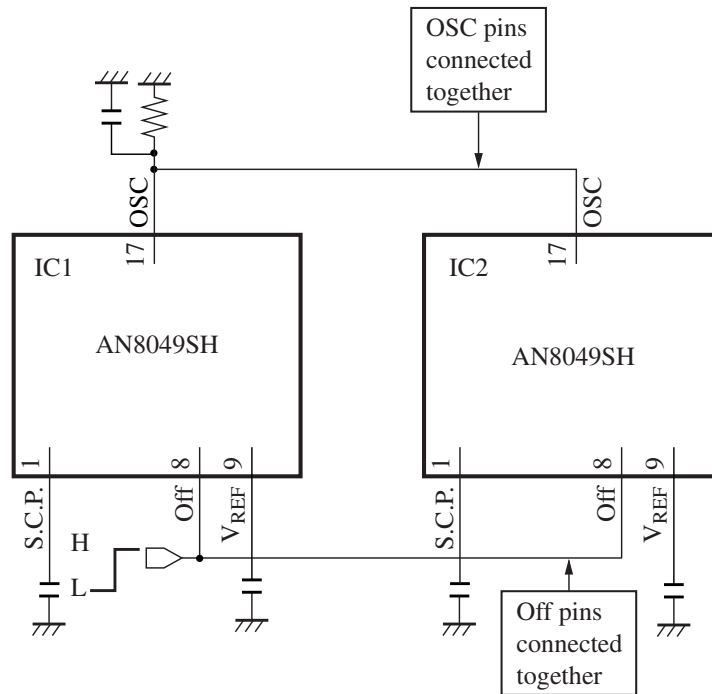 OSC pins
connected
together
OSC
OSC
17
17
IC1
IC2
AN8049SH
AN8049SH
1
8
9
1
8
9
S.C.P.
Off
VREF
S.C.P.
Off
VREF
H
L
Off pins
connected
together